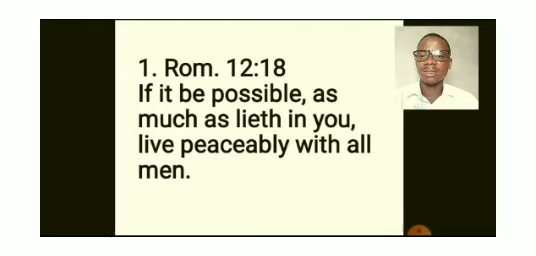 1. Rom. 12:18
If it be possible, as
much as lieth in you,
live peaceably with all
men.